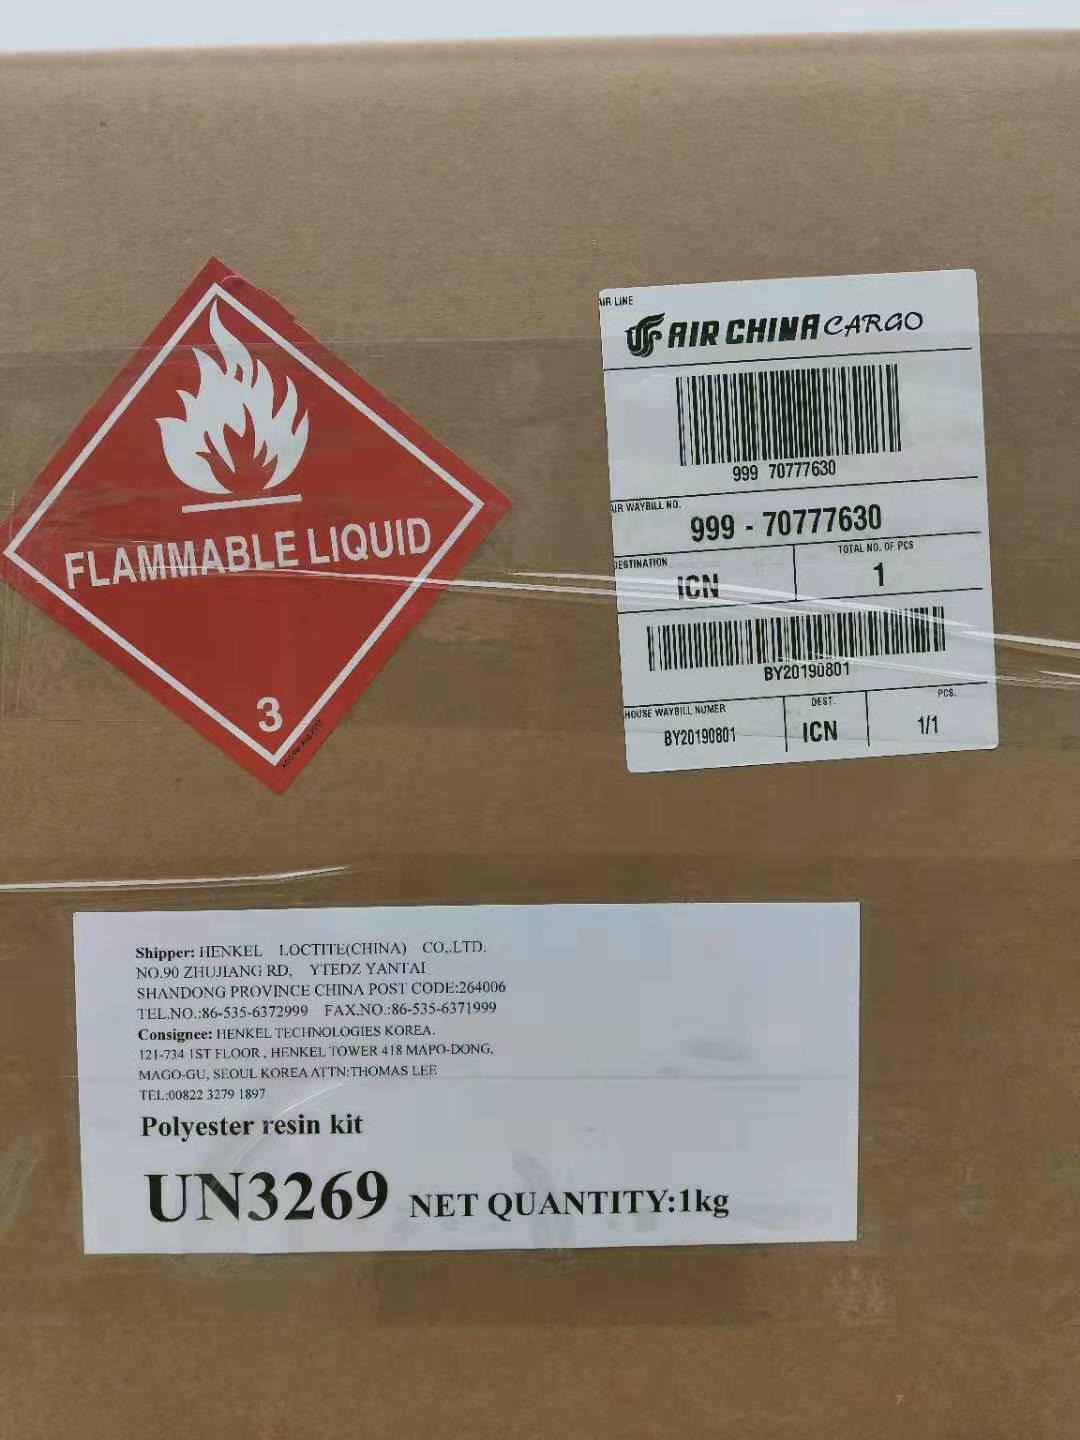 FLAMMABLE LIQUID
3
AIR LINE
AIR CHINA CARGO
999 70777630
AIR WAYBILL NO.
999 - 70777630
DESTINATION
ICN
TOTAL NO. OF PCS
1
BY20190801
HOUSE WAYBILL NUMER
BY20190801
DEST.
ICN
PCS.
1/1
Shipper: HENKEL LOCTITE(CHINA) CO,.LTD.
NO.90 ZHUJIANG RD, YTEDZ YANTAI
SHANDONG PROVINCE CHINA POST CODE:264006
TEL.NO.:86-535-6372999 FAX.NO.:86-535-6371999
Consignee: HENKEL TECHNOLOGIES KOREA.
121-734 1ST FLOOR , HENKEL TOWER 418 MAPO-DONG,
MAGO-GU, SEOUL KOREA ATTN:THOMAS LEE
TEL:00822 3279 1897
Polyester resin kit
UN3269 NET QUANTITY:1kg